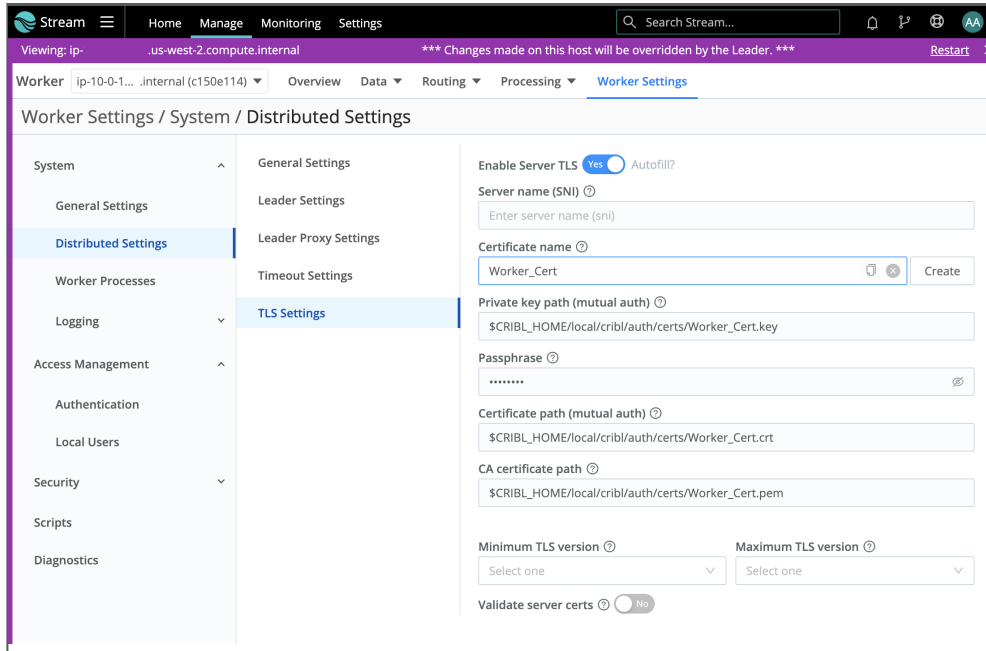 Stream Home Manage Monitoring Settings Search Stream... AA
Viewing: ip- .us-west-2.compute.internal *** Changes made on this host will be overridden by the Leader. *** Restart
Worker ip-10-0-1... .internal (c150e114) Overview Data Routing Processing Worker Settings
Worker Settings / System / Distributed Settings
System
General Settings
Distributed Settings
Worker Processes
Logging
Access Management
Authentication
Local Users
Security
Scripts
Diagnostics
General Settings
Leader Settings
Leader Proxy Settings
Timeout Settings
TLS Settings
Enable Server TLS Yes Autofill?
Server name (SNI) ?
Enter server name (sni)
Certificate name ?
Worker_Cert Create
Private key path (mutual auth) ?
$CRIBL_HOME/local/cribl/auth/certs/Worker_Cert.key
Passphrase ?
••••••••
Certificate path (mutual auth) ?
$CRIBL_HOME/local/cribl/auth/certs/Worker_Cert.crt
CA certificate path ?
$CRIBL_HOME/local/cribl/auth/certs/Worker_Cert.pem
Minimum TLS version ? Maximum TLS version ?
Select one Select one
Validate server certs ? No